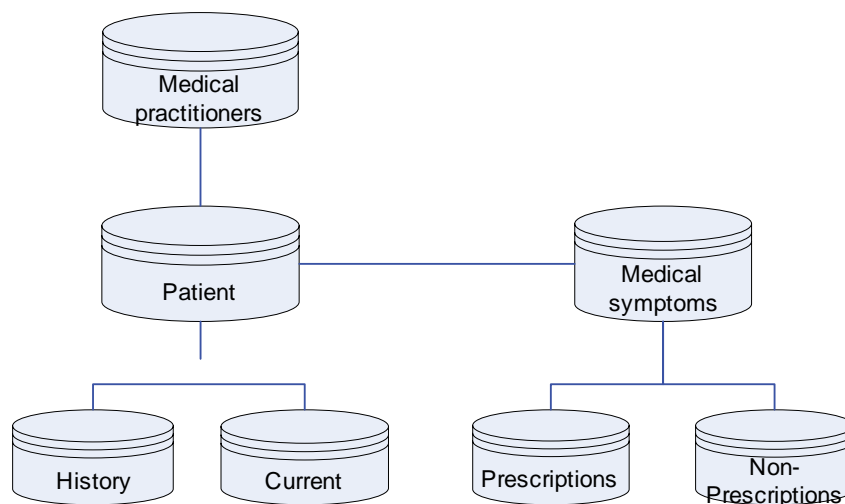 Medical
practitioners
Patient
Medical
symptoms
History
Current
Prescriptions
Non-
Prescriptions